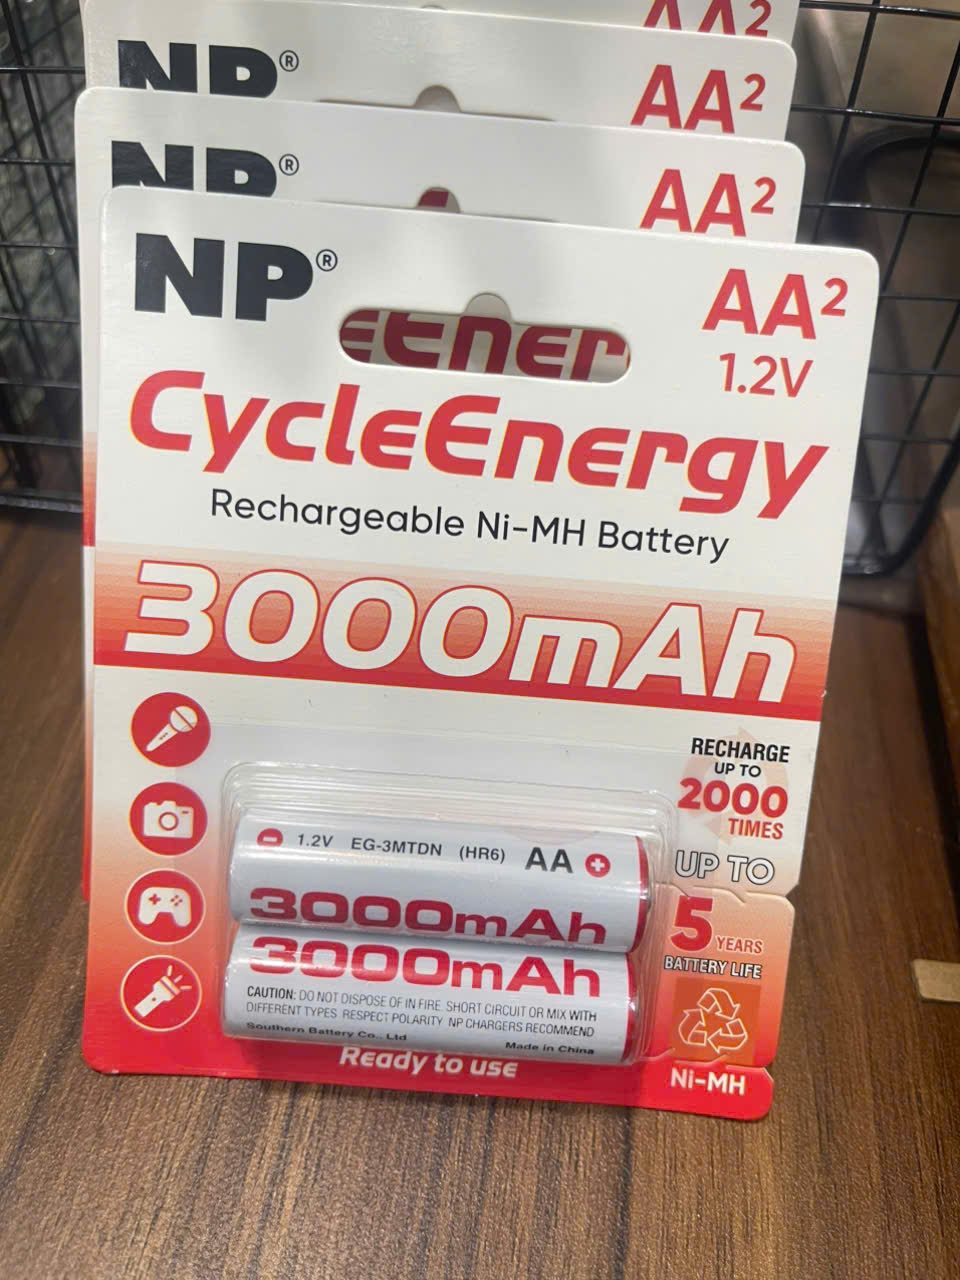 AA2
NP®
AA2
NP®
AA2
NP®
AA2
1.2V
CycleEnergy
Rechargeable Ni-MH Battery
3000mAh
RECHARGE
UP TO
2000
TIMES
UP TO
5 YEARS
BATTERY LIFE
Ni-MH
1.2V EG-3MTDN (HR6) AA
3000mAh
3000mAh
CAUTION: DO NOT DISPOSE OF IN FIRE. SHORT CIRCUIT OR MIX WITH
DIFFERENT TYPES RESPECT POLARITY NP CHARGERS RECOMMEND
Southern Battery Co., Ltd
Made in China
Ready to use